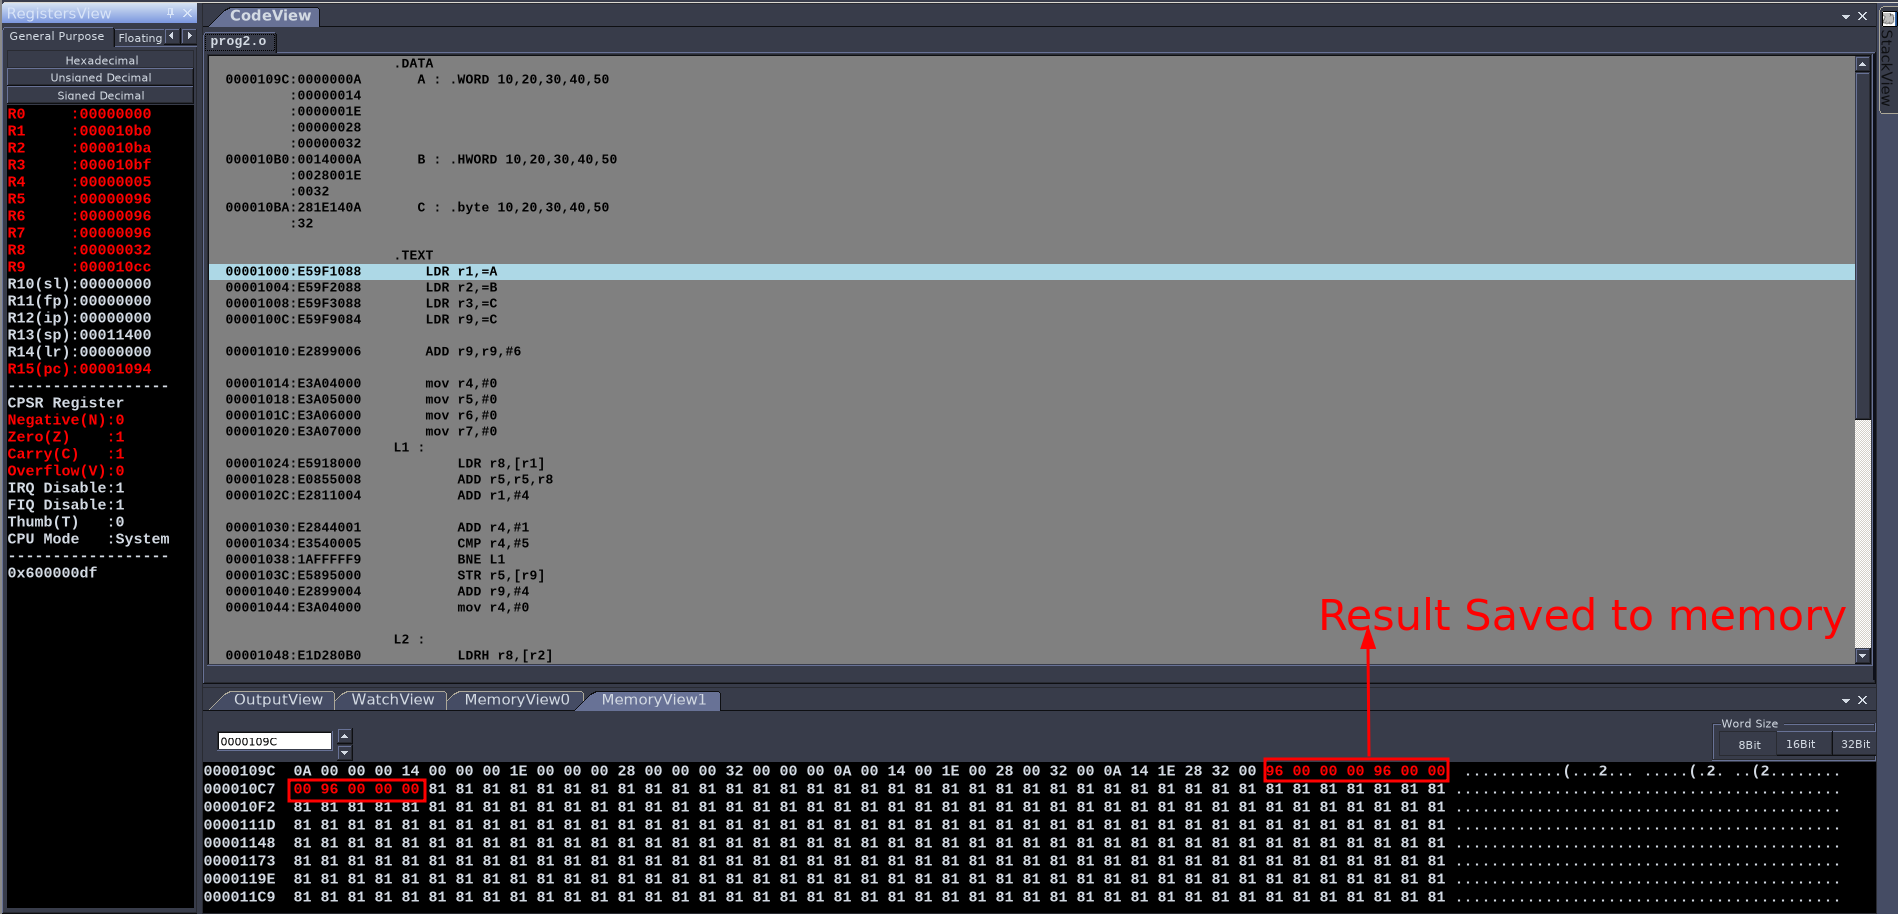 RegistersView
General Purpose Floating
Hexadecimal
Unsigned Decimal
Signed Decimal
R0 :00000000
R1 :000010b0
R2 :000010ba
R3 :000010bf
R4 :00000005
R5 :00000096
R6 :00000096
R7 :00000096
R8 :00000032
R9 :000010cc
R10(sl):00000000
R11(fp):00000000
R12(ip):00000000
R13(sp):00011400
R14(lr):00000000
R15(pc):00001094
------------------
CPSR Register
Negative(N):0
Zero(Z) :1
Carry(C) :1
Overflow(V):0
IRQ Disable:1
FIQ Disable:1
Thumb(T) :0
CPU Mode :System
------------------
0x600000df
CodeView
prog2.o
.DATA
0000109C:0000000A A : .WORD 10,20,30,40,50
:00000014
:0000001E
:00000028
:00000032
000010B0:0014000A B : .HWORD 10,20,30,40,50
:0028001E
:0032
000010BA:281E140A C : .byte 10,20,30,40,50
:32
.TEXT
00001000:E59F1088 LDR r1,=A
00001004:E59F2088 LDR r2,=B
00001008:E59F3088 LDR r3,=C
0000100C:E59F9084 LDR r9,=C
00001010:E2899006 ADD r9,r9,#6
00001014:E3A04000 mov r4,#0
00001018:E3A05000 mov r5,#0
0000101C:E3A06000 mov r6,#0
00001020:E3A07000 mov r7,#0
L1 :
00001024:E5918000 LDR r8,[r1]
00001028:E0855008 ADD r5,r5,r8
0000102C:E2811004 ADD r1,#4
00001030:E2844001 ADD r4,#1
00001034:E3540005 CMP r4,#5
00001038:1AFFFFF9 BNE L1
0000103C:E5895000 STR r5,[r9]
00001040:E2899004 ADD r9,#4
00001044:E3A04000 mov r4,#0
L2 :
00001048:E1D280B0 LDRH r8,[r2]
Result Saved to memory
StackView
OutputView WatchView MemoryView0 MemoryView1
0000109C
Word Size
8Bit 16Bit 32Bit
0000109C 0A 00 00 00 14 00 00 00 1E 00 00 00 28 00 00 00 32 00 00 00 0A 00 14 00 1E 00 28 00 32 00 0A 14 1E 28 32 00 96 00 00 00 96 00 00 ...........(...2... .....(.2. ..(2........
000010C7 00 96 00 00 00 81 81 81 81 81 81 81 81 81 81 81 81 81 81 81 81 81 81 81 81 81 81 81 81 81 81 81 81 81 81 81 81 81 81 81 81 81 81 ...........................................
000010F2 81 81 81 81 81 81 81 81 81 81 81 81 81 81 81 81 81 81 81 81 81 81 81 81 81 81 81 81 81 81 81 81 81 81 81 81 81 81 81 81 81 81 81 ...........................................
0000111D 81 81 81 81 81 81 81 81 81 81 81 81 81 81 81 81 81 81 81 81 81 81 81 81 81 81 81 81 81 81 81 81 81 81 81 81 81 81 81 81 81 81 81 ...........................................
00001148 81 81 81 81 81 81 81 81 81 81 81 81 81 81 81 81 81 81 81 81 81 81 81 81 81 81 81 81 81 81 81 81 81 81 81 81 81 81 81 81 81 81 81 ...........................................
00001173 81 81 81 81 81 81 81 81 81 81 81 81 81 81 81 81 81 81 81 81 81 81 81 81 81 81 81 81 81 81 81 81 81 81 81 81 81 81 81 81 81 81 81 ...........................................
0000119E 81 81 81 81 81 81 81 81 81 81 81 81 81 81 81 81 81 81 81 81 81 81 81 81 81 81 81 81 81 81 81 81 81 81 81 81 81 81 81 81 81 81 81 ...........................................
000011C9 81 81 81 81 81 81 81 81 81 81 81 81 81 81 81 81 81 81 81 81 81 81 81 81 81 81 81 81 81 81 81 81 81 81 81 81 81 81 81 81 81 81 81 ...........................................